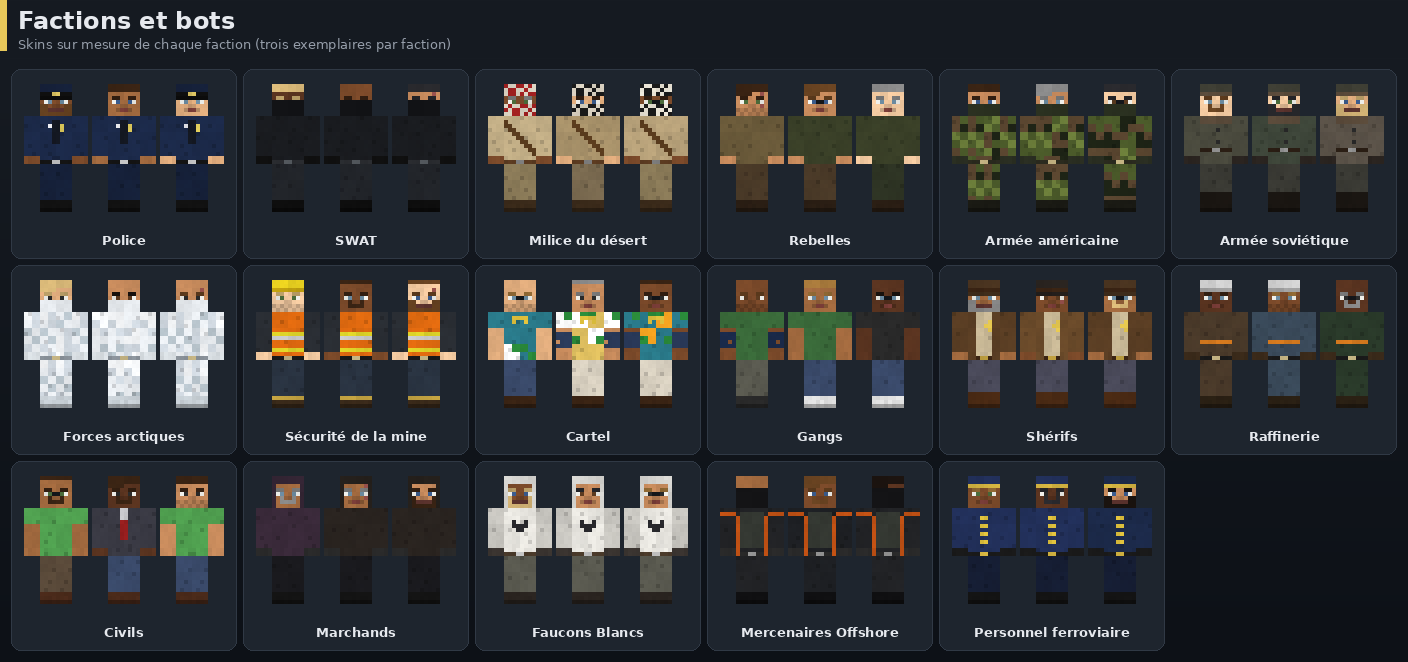 Factions et bots
Skins sur mesure de chaque faction (trois exemplaires par faction)
Police
SWAT
Milice du désert
Rebelles
Armée américaine
Armée soviétique
Forces arctiques
Sécurité de la mine
Cartel
Gangs
Shérifs
Raffinerie
Civils
Marchands
Faucons Blancs
Mercenaires Offshore
Personnel ferroviaire